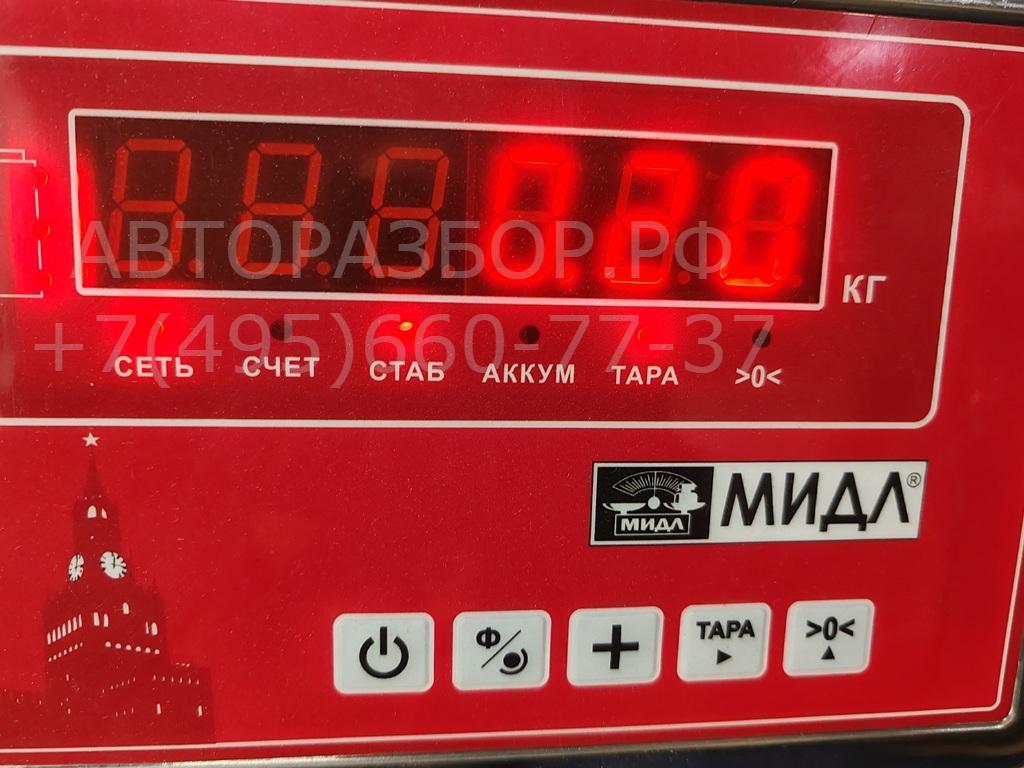 АВТОРАЗБОР.РФ
КГ
+7(495)660-77-37
СЕТЬ СЧЕТ СТАБ АККУМ ТАРА >0<
МИДЛ МИДЛ®
Ф ТАРА >0<